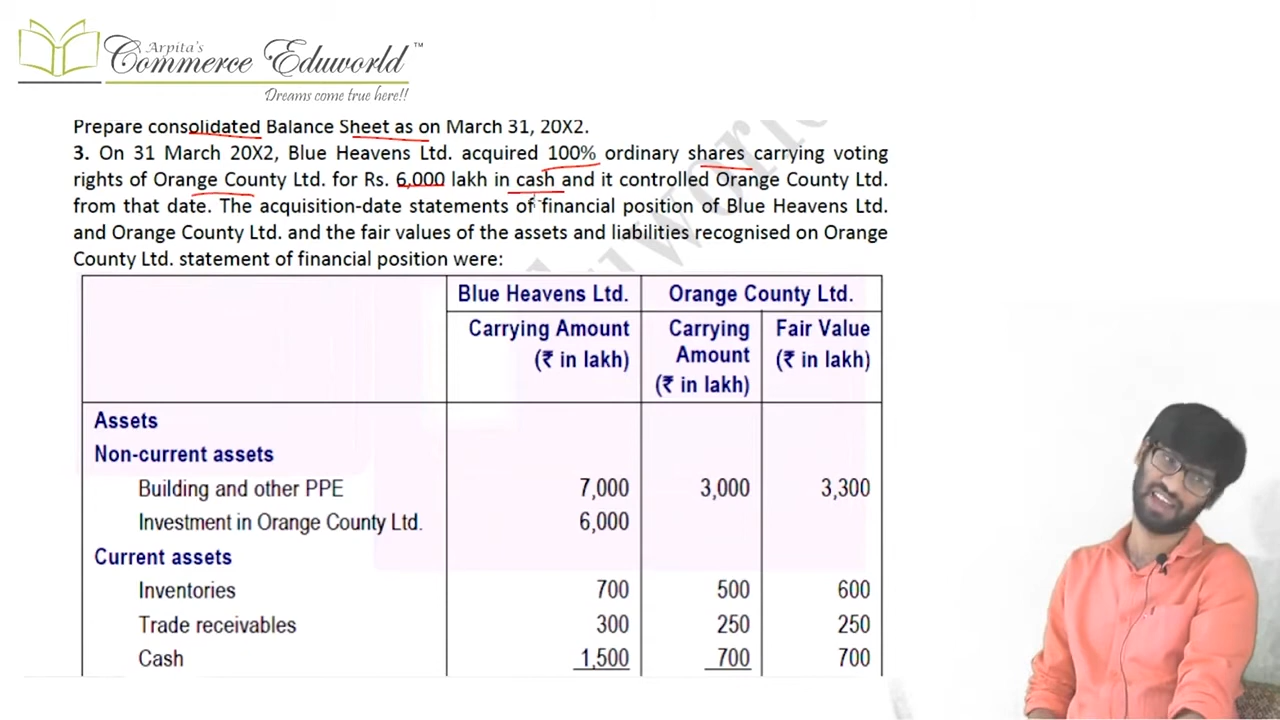 Arpita's
Commerce Eduworld™
Dreams come true here!!
Prepare consolidated Balance Sheet as on March 31, 20X2.
3. On 31 March 20X2, Blue Heavens Ltd. acquired 100% ordinary shares carrying voting
rights of Orange County Ltd. for Rs. 6,000 lakh in cash and it controlled Orange County Ltd.
from that date. The acquisition-date statements of financial position of Blue Heavens Ltd.
and Orange County Ltd. and the fair values of the assets and liabilities recognised on Orange
County Ltd. statement of financial position were:
Blue Heavens Ltd. Orange County Ltd.
Carrying Amount (₹ in lakh) Carrying Amount (₹ in lakh) Fair Value (₹ in lakh)
Assets
Non-current assets
Building and other PPE 7,000 3,000 3,300
Investment in Orange County Ltd. 6,000
Current assets
Inventories 700 500 600
Trade receivables 300 250 250
Cash 1,500 700 700